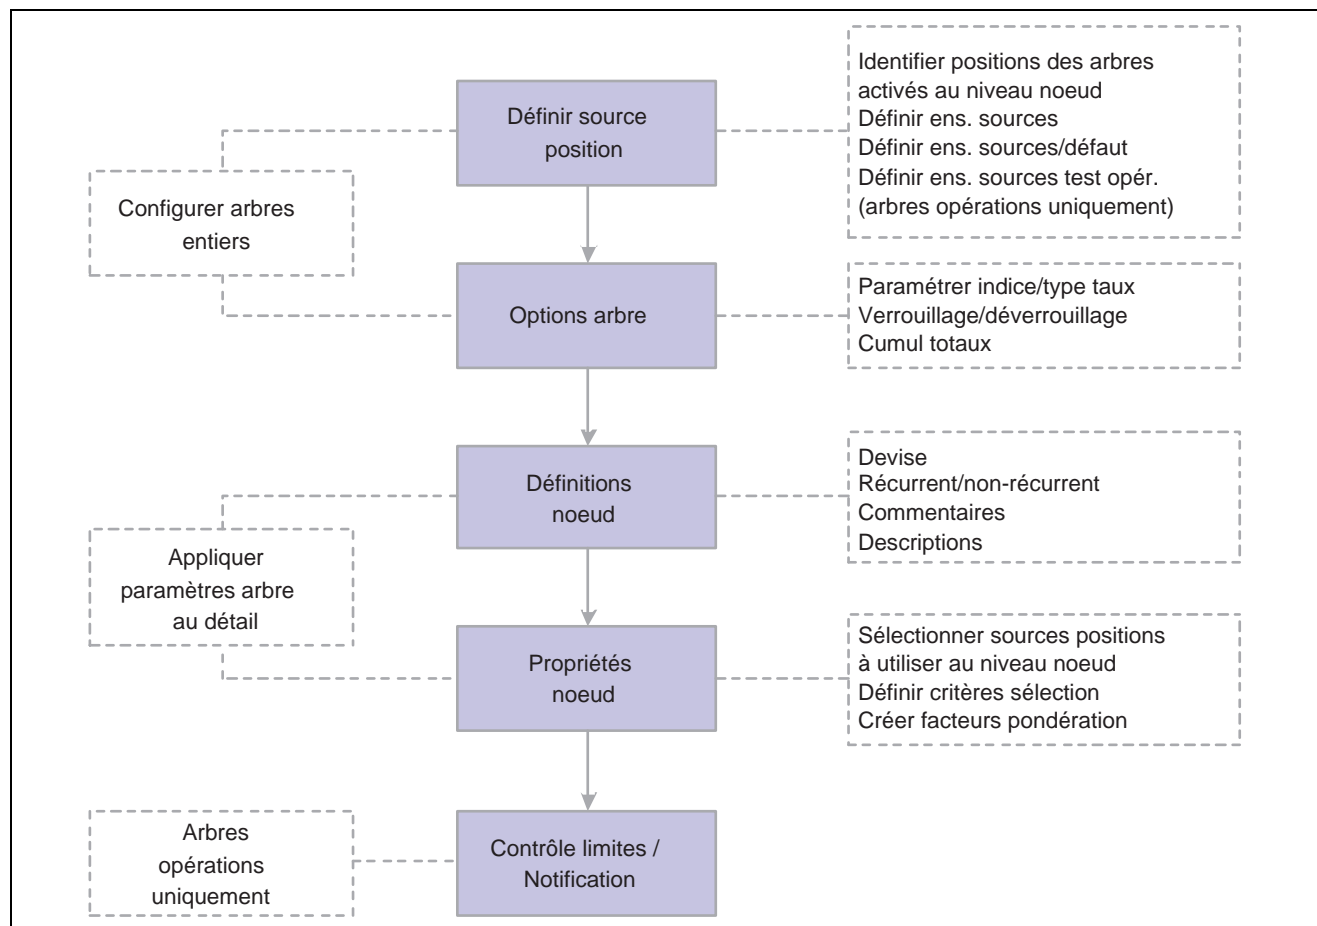 Définir source
position
Identifier positions des arbres
activés au niveau noeud
Définir ens. sources
Définir ens. sources/défaut
Définir ens. sources test opér.
(arbres opérations uniquement)
Configurer arbres
entiers
Options arbre
Paramétrer indice/type taux
Verrouillage/déverrouillage
Cumul totaux
Définitions
noeud
Devise
Récurrent/non-récurrent
Commentaires
Descriptions
Appliquer
paramètres arbre
au détail
Propriétés
noeud
Sélectionner sources positions
à utiliser au niveau noeud
Définir critères sélection
Créer facteurs pondération
Arbres
opérations
uniquement
Contrôle limites /
Notification